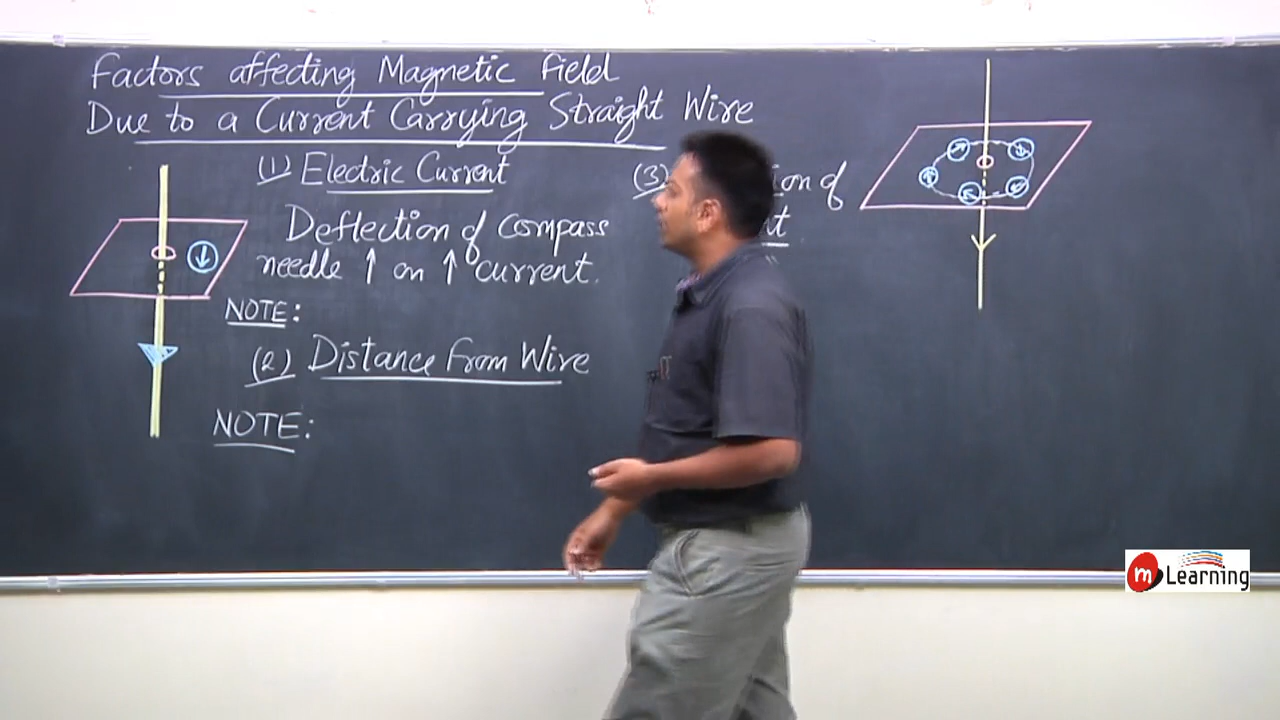 Factors affecting Magnetic Field
Due to a Current Carrying Straight Wire
(1) Electric Current
Deflection of compass
needle ↑ on ↑ current.
NOTE:
(2) Distance from Wire
NOTE:
(3) of
m Learning